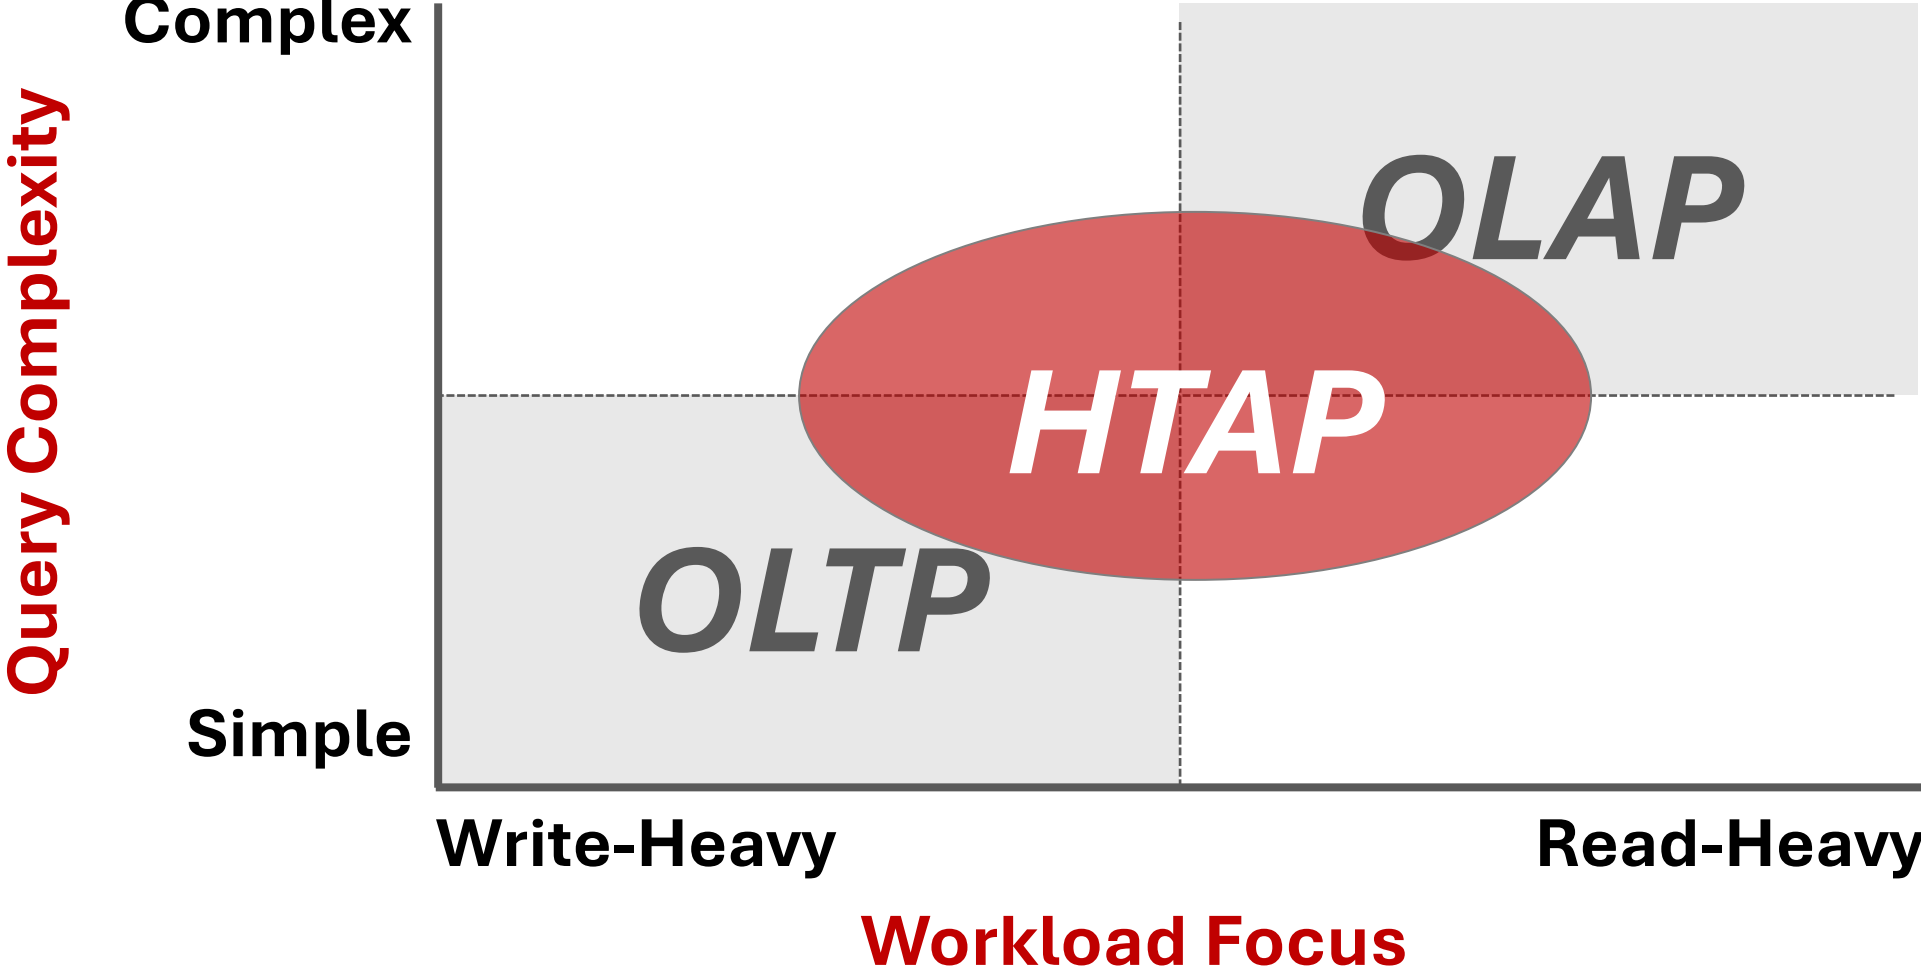 Complex
Query Complexity
OLAP
HTAP
OLTP
Simple
Write-Heavy
Read-Heavy
Workload Focus